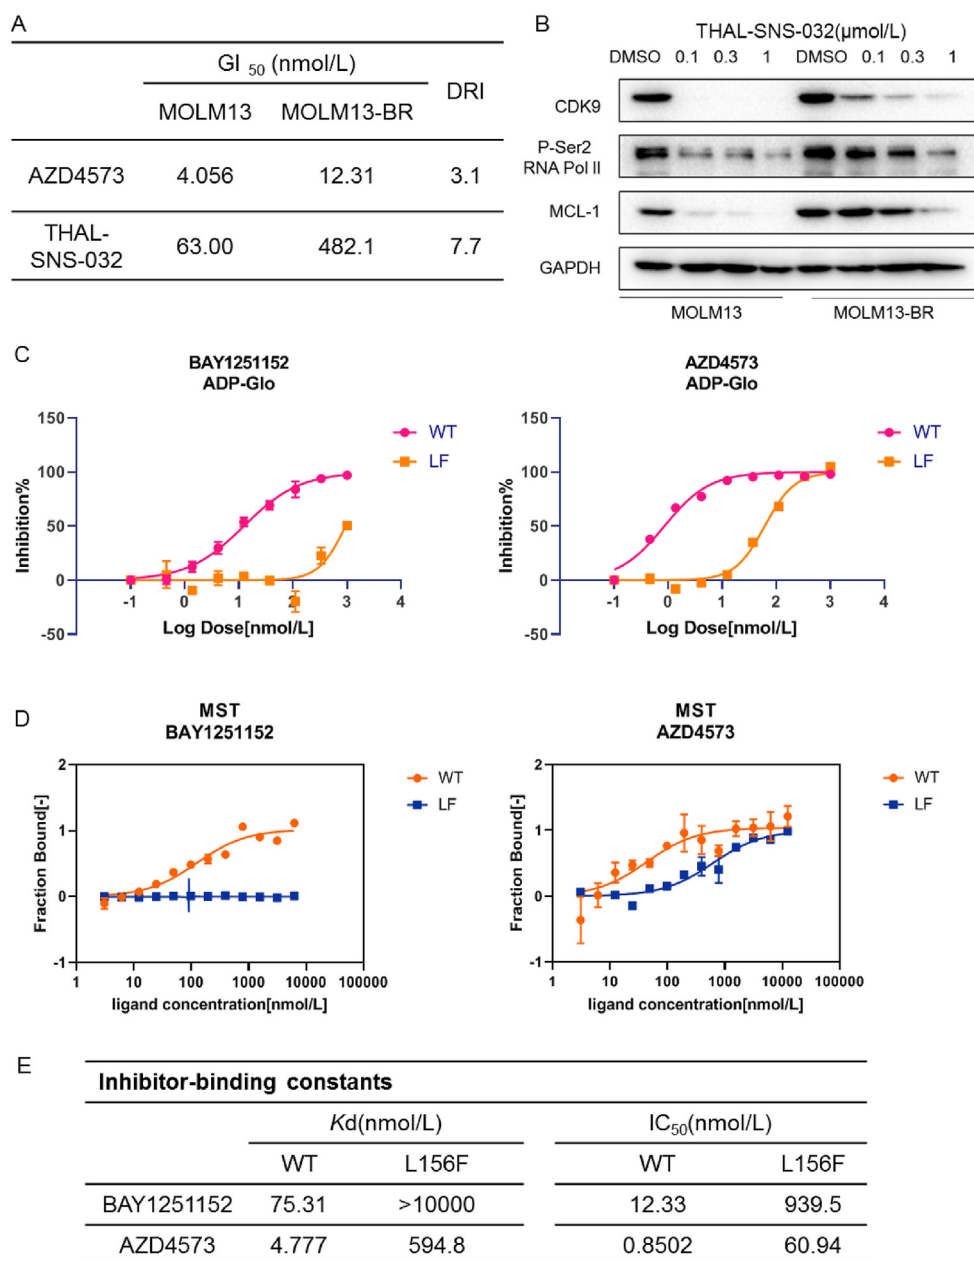 A
GI 50 (nmol/L)
DRI
MOLM13 MOLM13-BR
AZD4573 4.056 12.31 3.1
THAL-
SNS-032 63.00 482.1 7.7
B
THAL-SNS-032(μmol/L)
DMSO 0.1 0.3 1 DMSO 0.1 0.3 1
CDK9
P-Ser2
RNA Pol II
MCL-1
GAPDH
MOLM13 MOLM13-BR
C
BAY1251152
ADP-Glo
150
100
50
0
-50
Inhibition%
-1 0 1 2 3 4
Log Dose[nmol/L]
WT
LF
AZD4573
ADP-Glo
150
100
50
0
-50
Inhibition%
-1 0 1 2 3 4
Log Dose[nmol/L]
WT
LF
D
MST
BAY1251152
2
1
0
-1
Fraction Bound[-]
1 10 100 1000 10000 100000
ligand concentration[nmol/L]
WT
LF
MST
AZD4573
2
1
0
-1
Fraction Bound[-]
1 10 100 1000 10000 100000
ligand concentration[nmol/L]
WT
LF
E
Inhibitor-binding constants
Kd(nmol/L) IC50(nmol/L)
WT L156F WT L156F
BAY1251152 75.31 >10000 12.33 939.5
AZD4573 4.777 594.8 0.8502 60.94